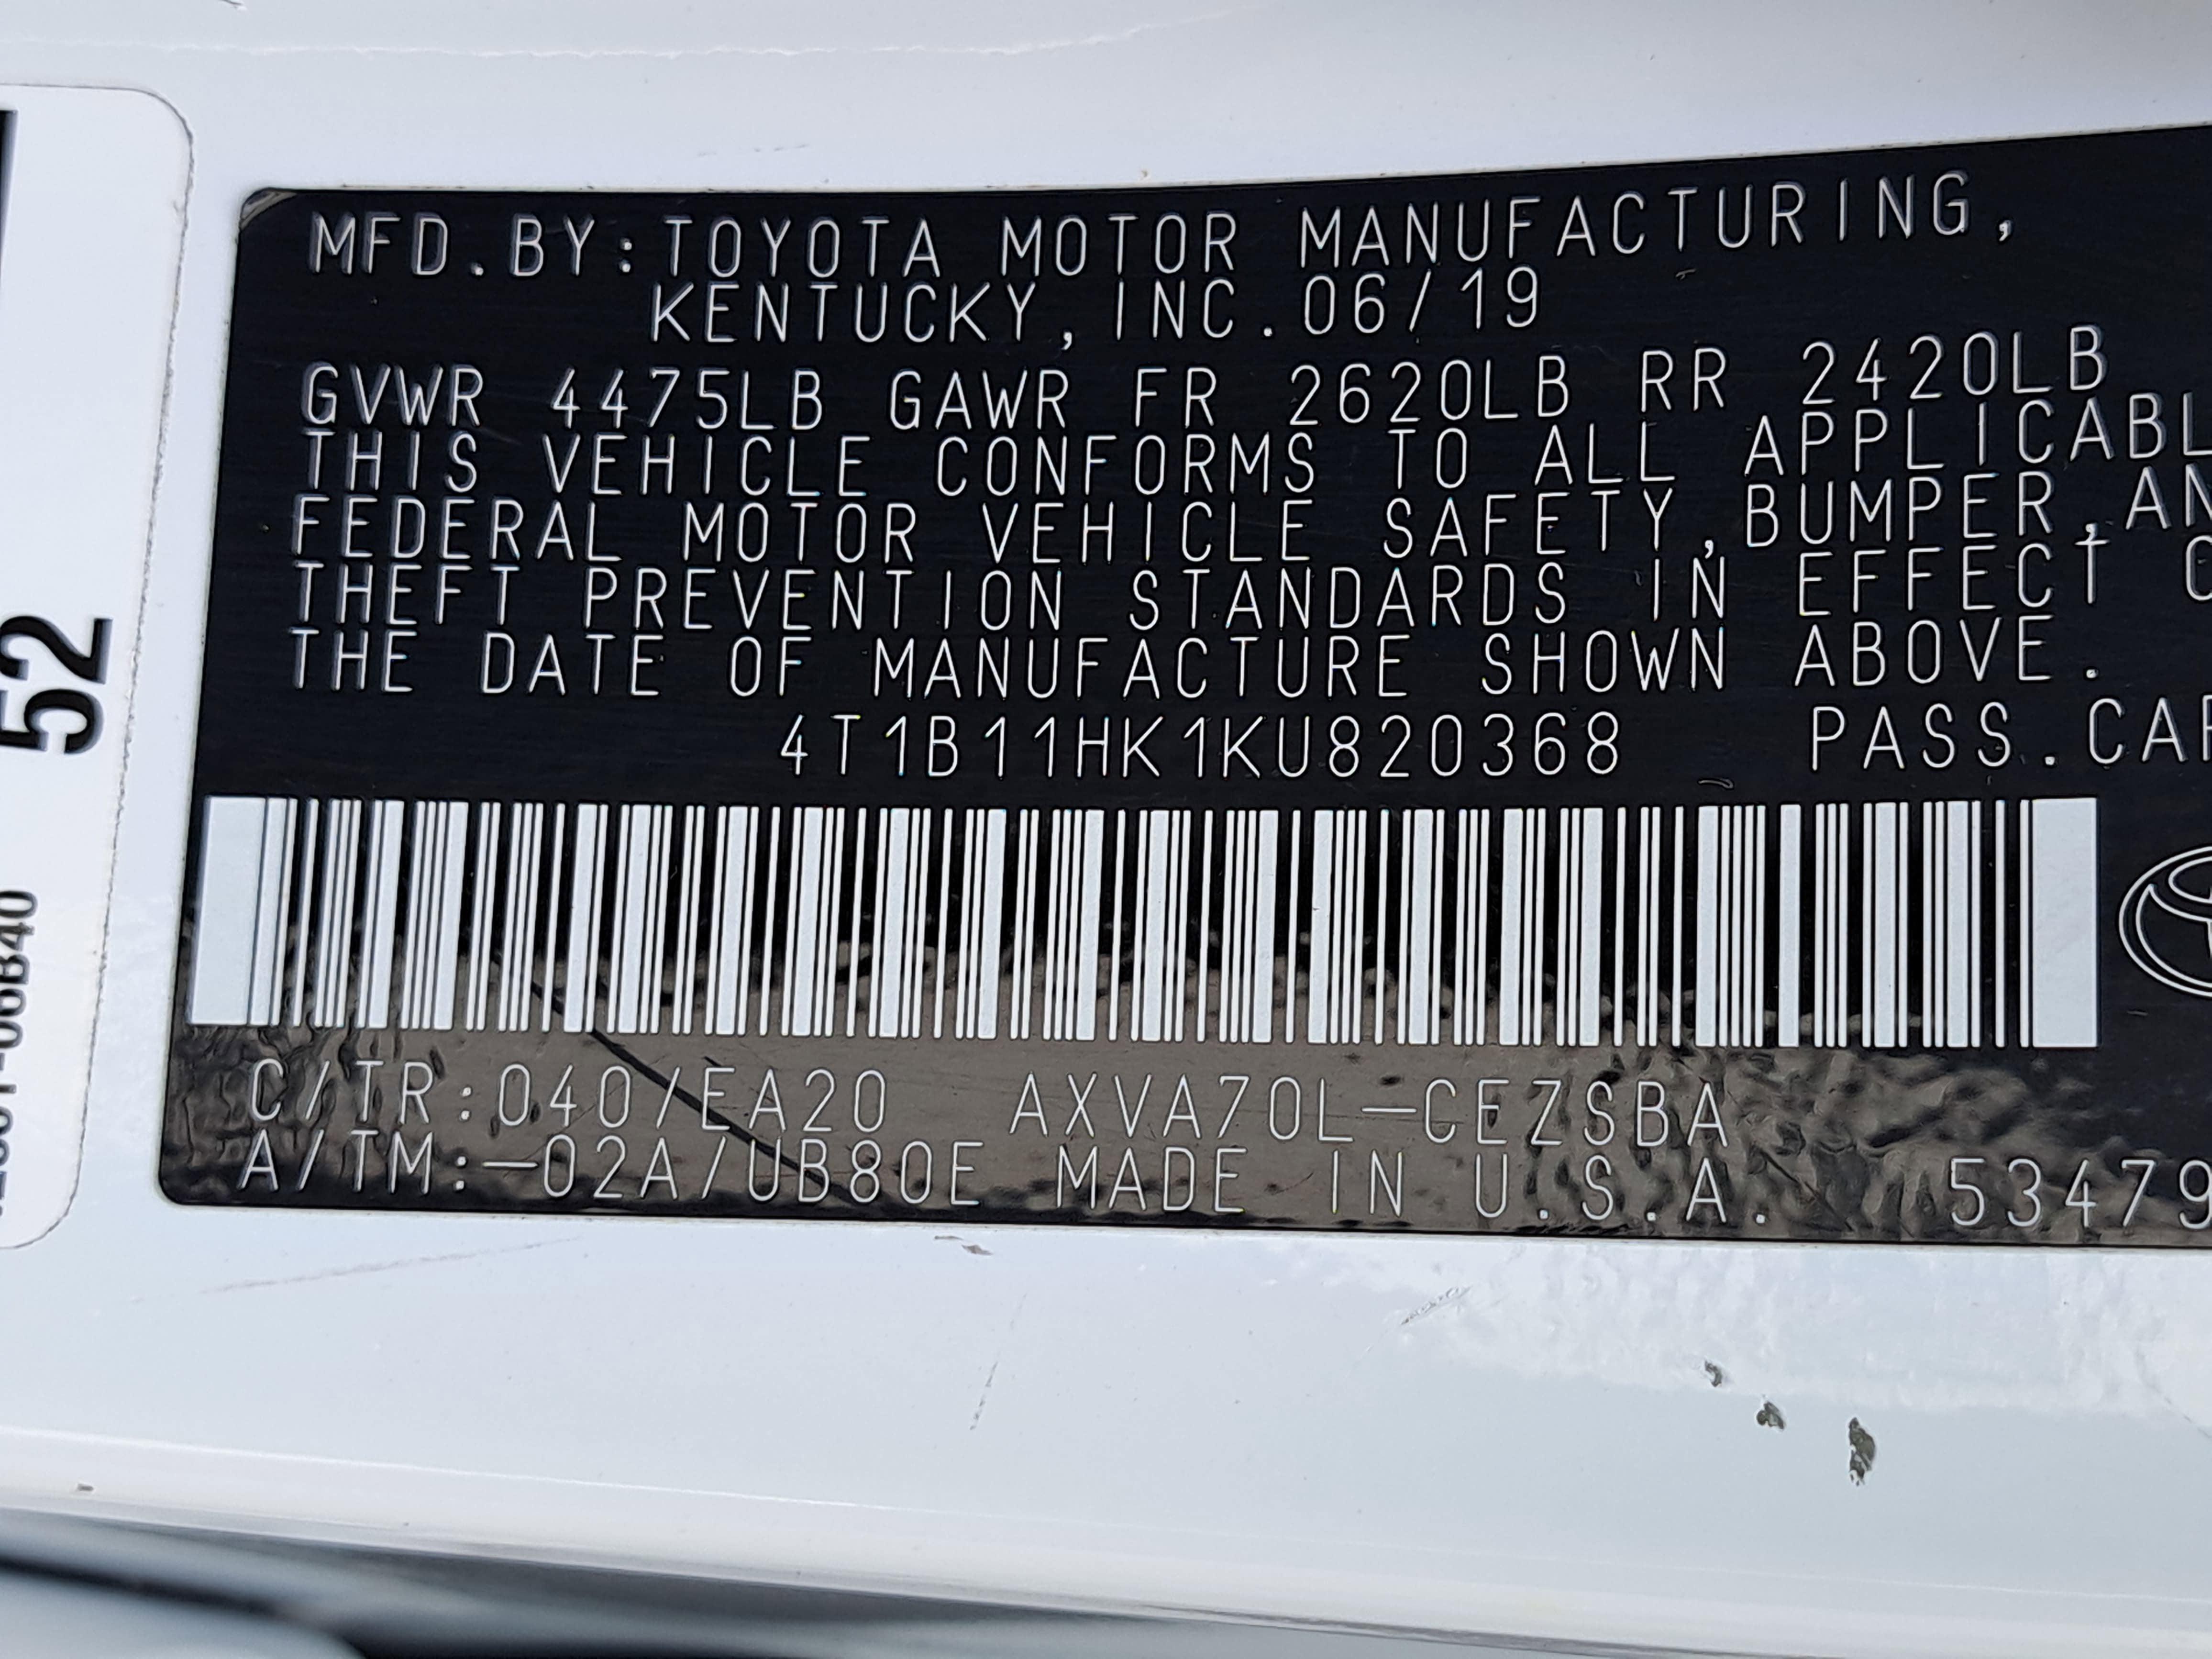 MFD.BY:TOYOTA MOTOR MANUFACTURING,
KENTUCKY, INC.06/19
GVWR 4475LB GAWR FR 2620LB RR 2420LB
THIS VEHICLE CONFORMS TO ALL APPLICABL
FEDERAL MOTOR VEHICLE SAFETY,BUMPER,AN
THEFT PREVENTION STANDARDS IN EFFECT
THE DATE OF MANUFACTURE SHOWN ABOVE.
4T1B11HK1KU820368 PASS.CAR
C/TR:040/EA20 AXVA70L-CEZSBA
A/TM:-02A/UB80E MADE IN U.S.A. 53479
52